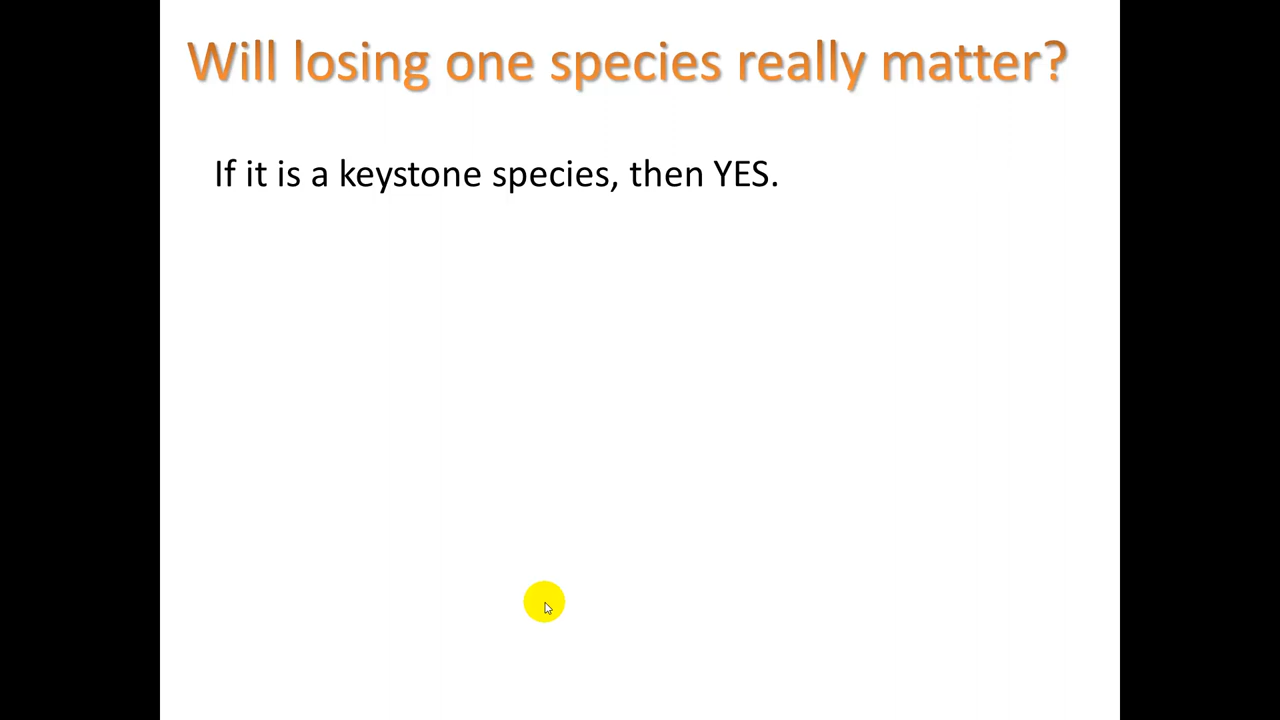 Will losing one species really matter?
If it is a keystone species, then YES.